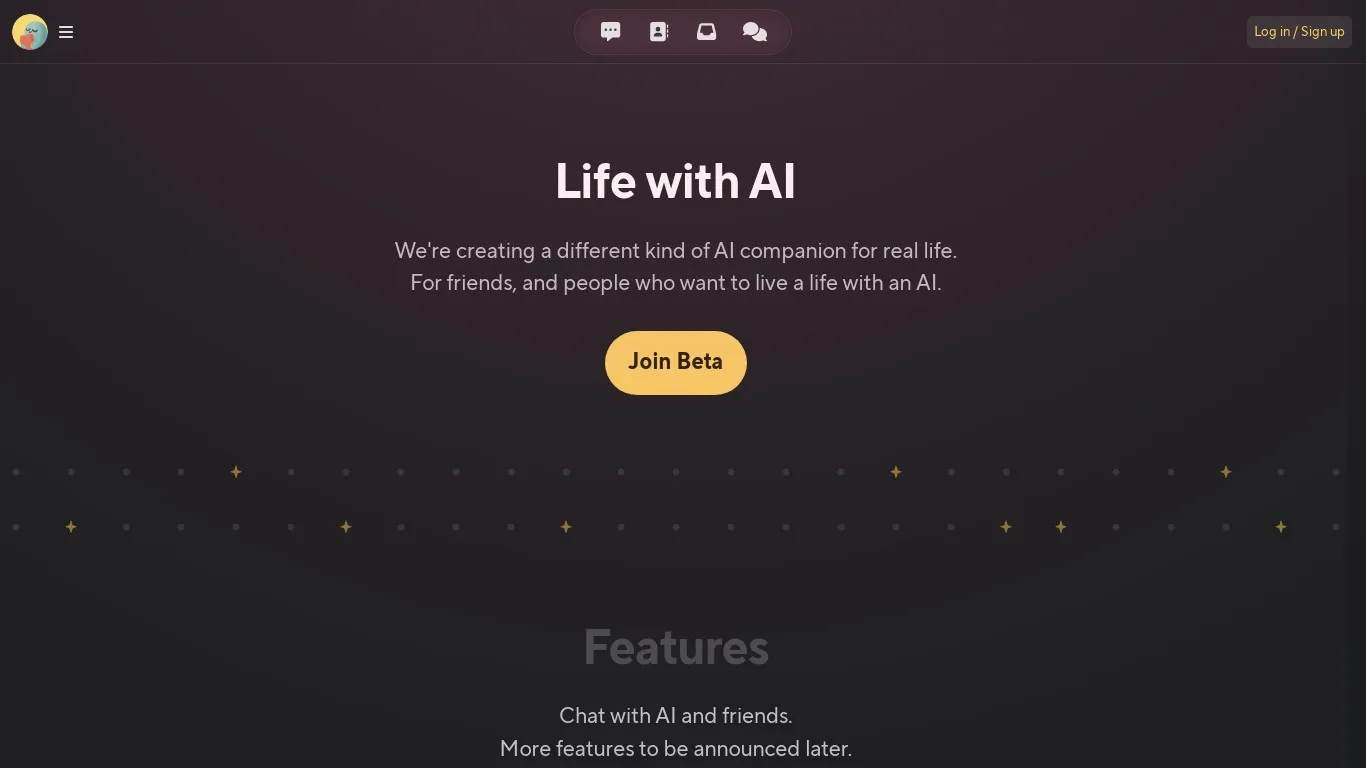 Log in / Sign up
Life with AI
We're creating a different kind of AI companion for real life.
For friends, and people who want to live a life with an AI.
Join Beta
Features
Chat with AI and friends.
More features to be announced later.